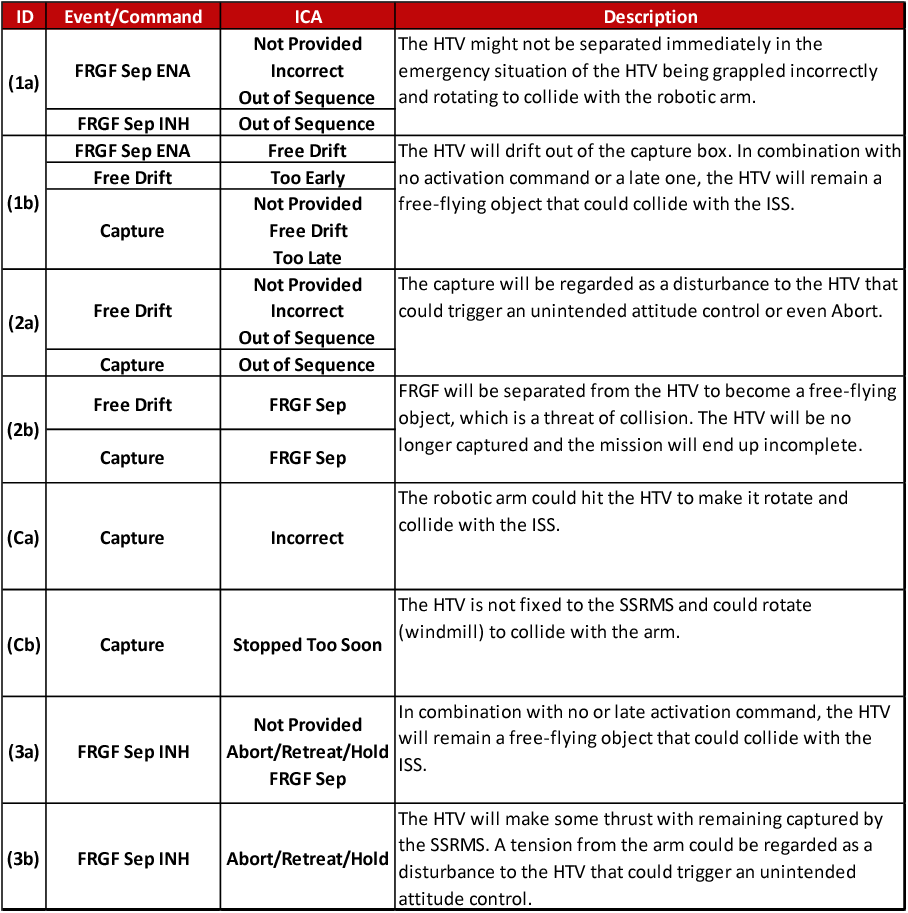 ID Event/Command ICA Description
(1a)
FRGF Sep ENA
Not Provided
Incorrect
Out of Sequence
FRGF Sep INH
Out of Sequence
The HTV might not be separated immediately in the
emergency situation of the HTV being grappled incorrectly
and rotating to collide with the robotic arm.
(1b)
FRGF Sep ENA
Free Drift
Free Drift
Too Early
Capture
Not Provided
Free Drift
Too Late
The HTV will drift out of the capture box. In combination with
no activation command or a late one, the HTV will remain a
free-flying object that could collide with the ISS.
(2a)
Free Drift
Not Provided
Incorrect
Out of Sequence
Capture
Out of Sequence
The capture will be regarded as a disturbance to the HTV that
could trigger an unintended attitude control or even Abort.
(2b)
Free Drift
FRGF Sep
Capture
FRGF Sep
FRGF will be separated from the HTV to become a free-flying
object, which is a threat of collision. The HTV will be no
longer captured and the mission will end up incomplete.
(Ca)
Capture
Incorrect
The robotic arm could hit the HTV to make it rotate and
collide with the ISS.
(Cb)
Capture
Stopped Too Soon
The HTV is not fixed to the SSRMS and could rotate
(windmill) to collide with the arm.
(3a)
FRGF Sep INH
Not Provided
Abort/Retreat/Hold
FRGF Sep
In combination with no or late activation command, the HTV
will remain a free-flying object that could collide with the
ISS.
(3b)
FRGF Sep INH
Abort/Retreat/Hold
The HTV will make some thrust with remaining captured by
the SSRMS. A tension from the arm could be regarded as a
disturbance to the HTV that could trigger an unintended
attitude control.